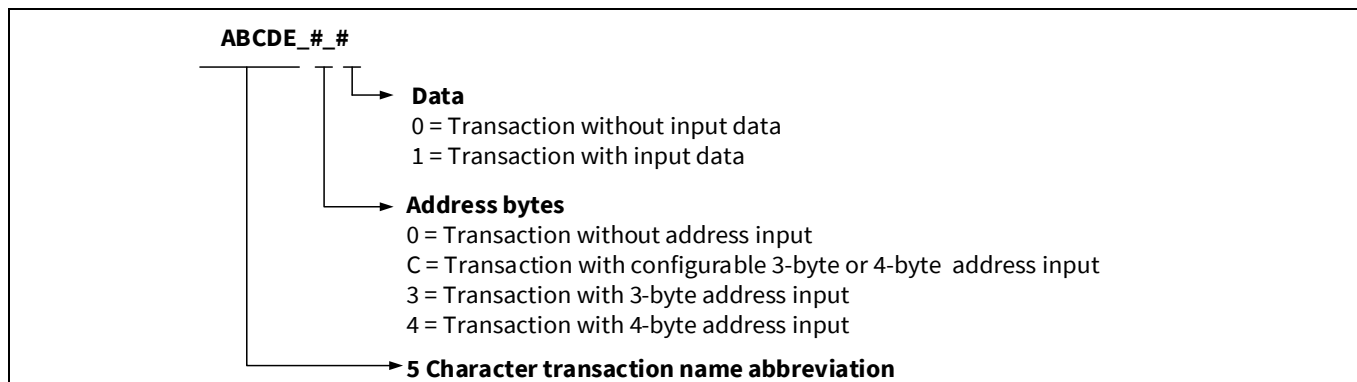 ABCDE_#_#
Data
0 = Transaction without input data
1 = Transaction with input data
Address bytes
0 = Transaction without address input
C = Transaction with configurable 3-byte or 4-byte address input
3 = Transaction with 3-byte address input
4 = Transaction with 4-byte address input
5 Character transaction name abbreviation